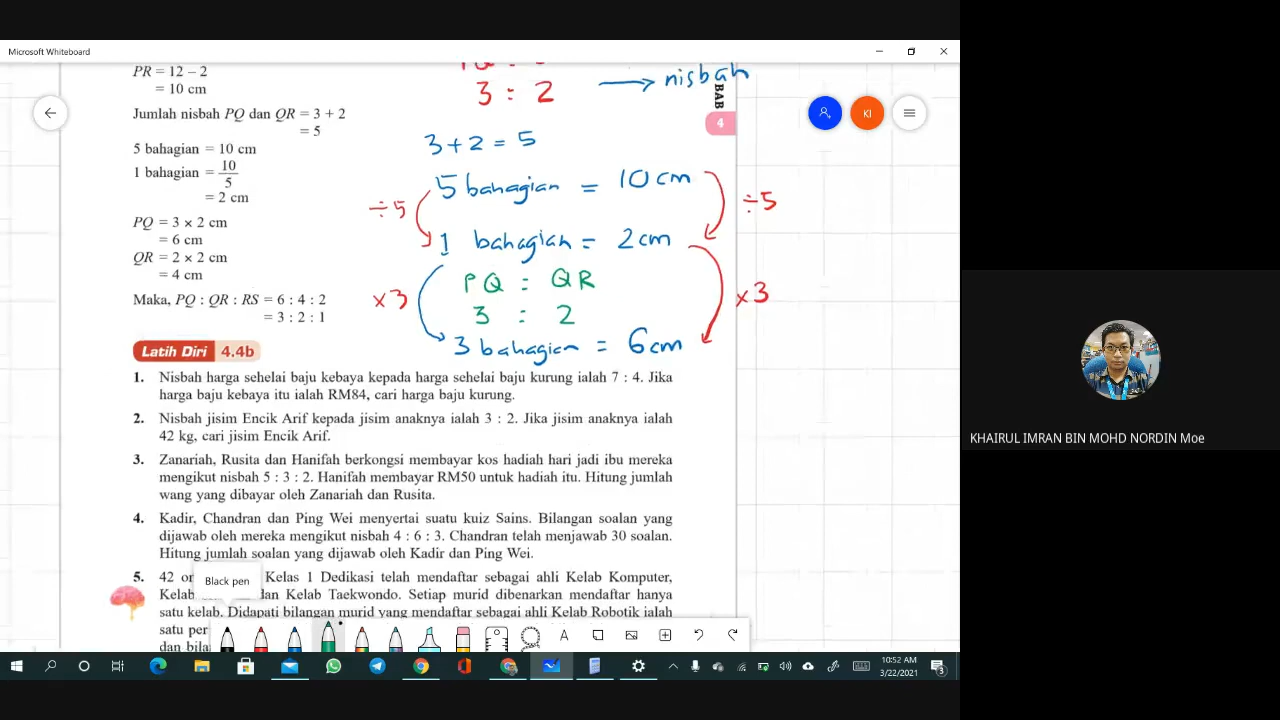 Microsoft Whiteboard
PR = 12 – 2
= 10 cm
Jumlah nisbah PQ dan QR = 3 + 2
= 5
5 bahagian = 10 cm
1 bahagian = 10/5
= 2 cm
PQ = 3 × 2 cm
= 6 cm
QR = 2 × 2 cm
= 4 cm
Maka, PQ : QR : RS = 6 : 4 : 2
= 3 : 2 : 1
3 : 2 → nisbah
BAB
4
3 + 2 = 5
5 bahagian = 10 cm
÷5
÷5
1 bahagian = 2 cm
PQ : QR
×3
×3
3 : 2
3 bahagian = 6 cm
Latih Diri 4.4b
1. Nisbah harga sehelai baju kebaya kepada harga sehelai baju kurung ialah 7 : 4. Jika
harga baju kebaya itu ialah RM84, cari harga baju kurung.
2. Nisbah jisim Encik Arif kepada jisim anaknya ialah 3 : 2. Jika jisim anaknya ialah
42 kg, cari jisim Encik Arif.
3. Zanariah, Rusita dan Hanifah berkongsi membayar kos hadiah hari jadi ibu mereka
mengikut nisbah 5 : 3 : 2. Hanifah membayar RM50 untuk hadiah itu. Hitung jumlah
wang yang dibayar oleh Zanariah dan Rusita.
4. Kadir, Chandran dan Ping Wei menyertai suatu kuiz Sains. Bilangan soalan yang
dijawab oleh mereka mengikut nisbah 4 : 6 : 3. Chandran telah menjawab 30 soalan.
Hitung jumlah soalan yang dijawab oleh Kadir dan Ping Wei.
5. 42 or Kelas 1 Dedikasi telah mendaftar sebagai ahli Kelab Komputer,
Kelab dan Kelab Taekwondo. Setiap murid dibenarkan mendaftar hanya
satu kelab. Didapati bilangan murid yang mendaftar sebagai ahli Kelab Robotik ialah
satu per
dan bila
Black pen
KI
KHAIRUL IMRAN BIN MOHD NORDIN Moe
10:52 AM
3/22/2021
5